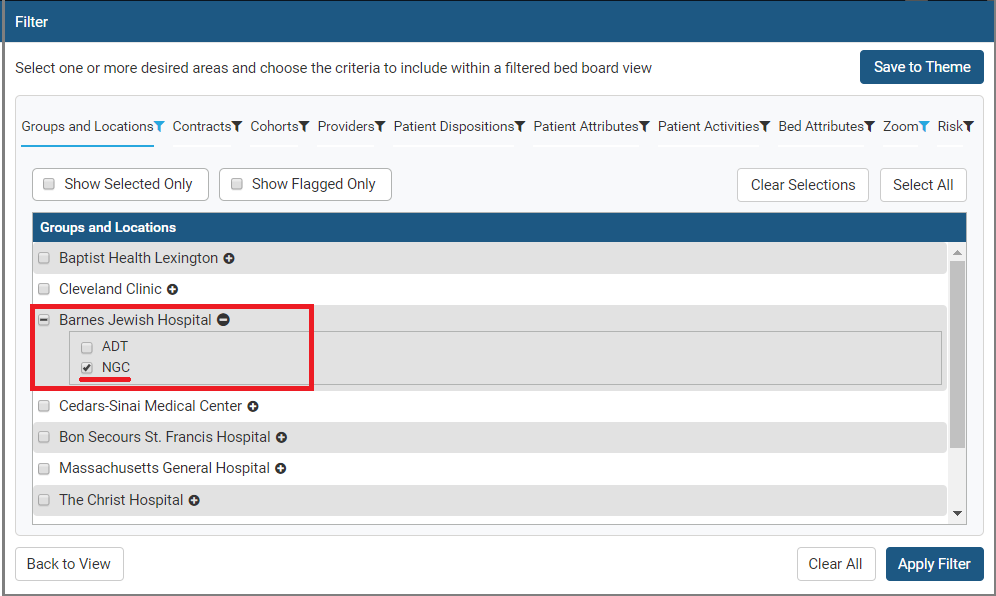 Filter
Select one or more desired areas and choose the criteria to include within a filtered bed board view
Save to Theme
Groups and Locations Contracts Cohorts Providers Patient Dispositions Patient Attributes Patient Activities Bed Attributes Zoom Risk
Show Selected Only Show Flagged Only Clear Selections Select All
Groups and Locations
Baptist Health Lexington
Cleveland Clinic
Barnes Jewish Hospital
ADT
NGC
Cedars-Sinai Medical Center
Bon Secours St. Francis Hospital
Massachusetts General Hospital
The Christ Hospital
Back to View Clear All Apply Filter